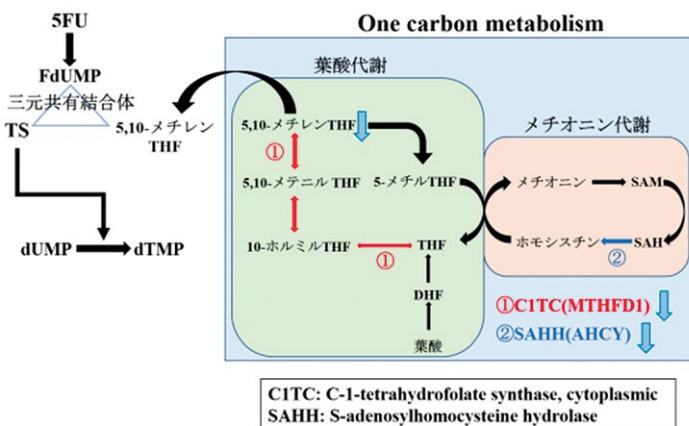 One carbon metabolism
5FU
FdUMP
三元共有結合体
TS
5,10-メチレン
THF
dUMP
dTMP
葉酸代謝
5,10-メチレンTHF
①
5,10-メテニル THF
5-メチルTHF
10-ホルミルTHF
①
THF
DHF
葉酸
メチオニン代謝
メチオニン
SAM
ホモシスチン
②
SAH
①C1TC(MTHFD1)
②SAHH(AHCY)
C1TC: C-1-tetrahydrofolate synthase, cytoplasmic
SAHH: S-adenosylhomocysteine hydrolase